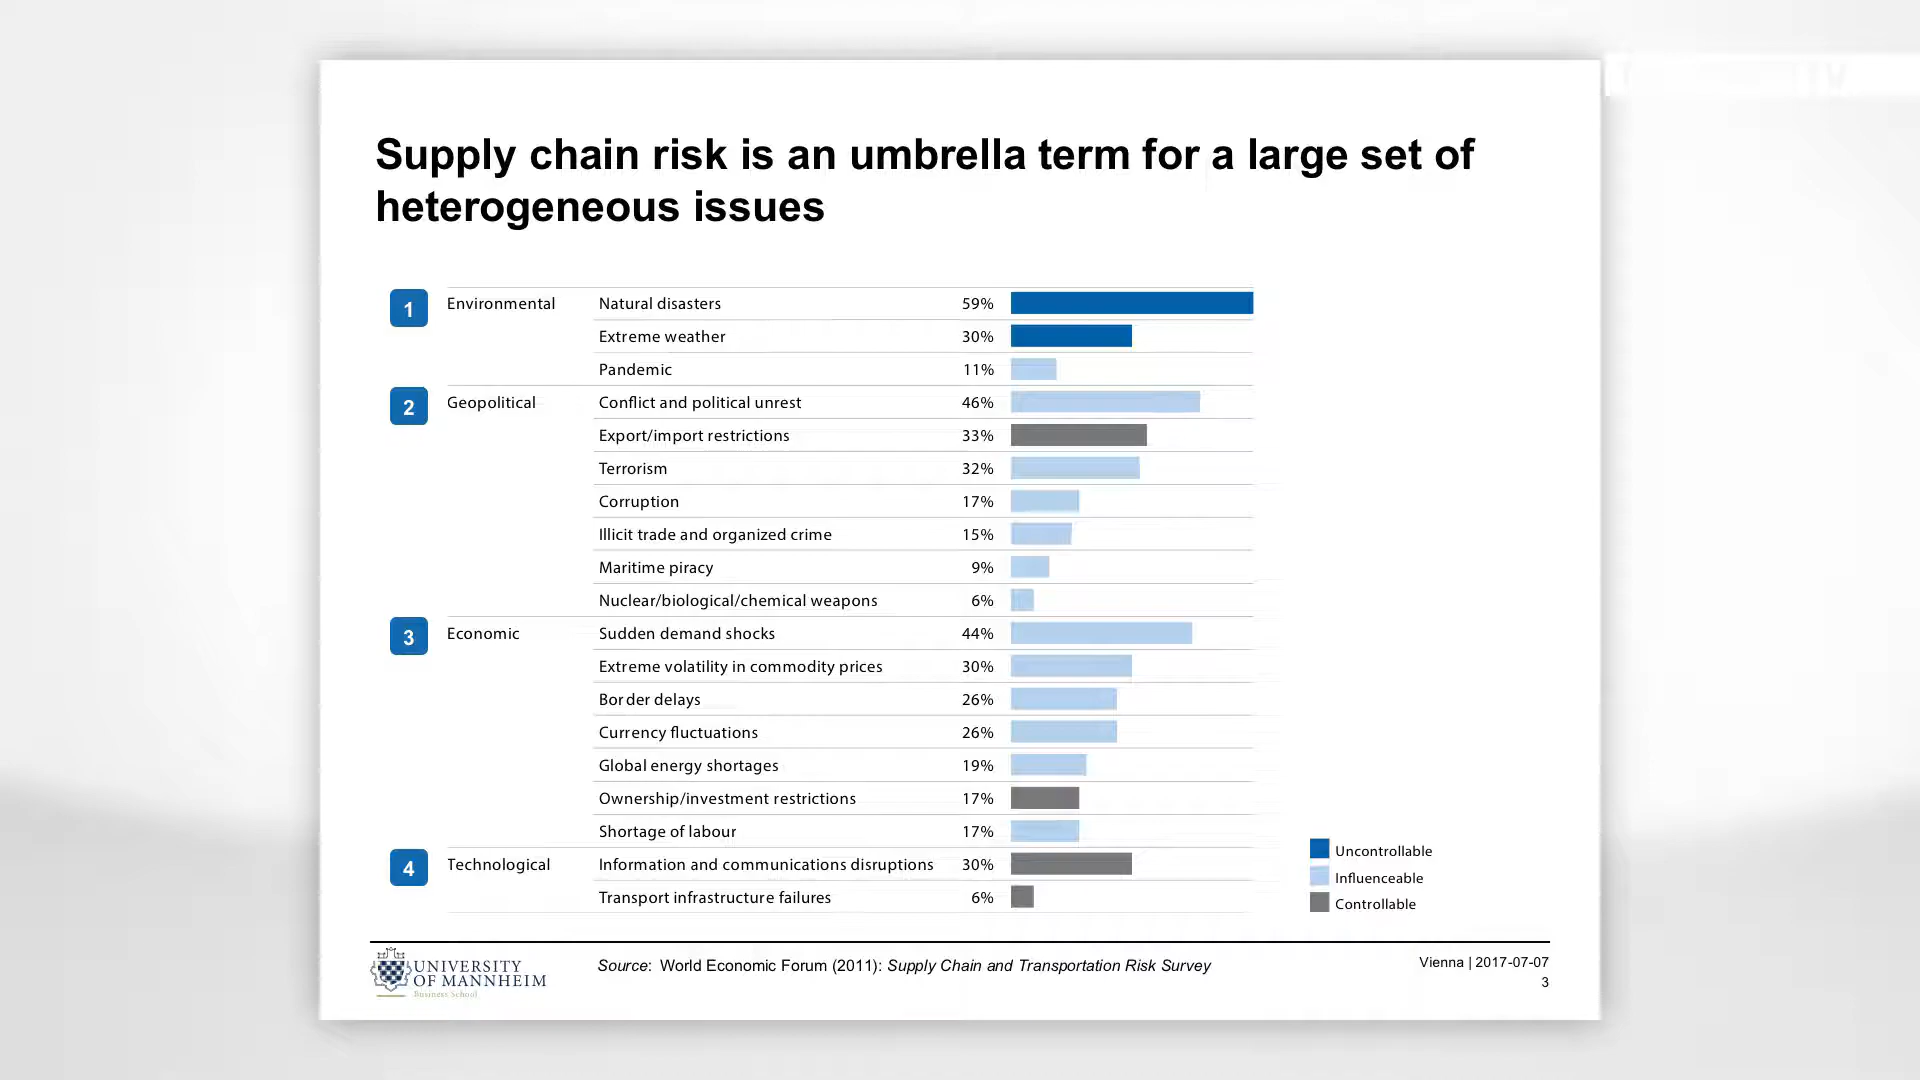 Supply chain risk is an umbrella term for a large set of
heterogeneous issues
1 Environmental Natural disasters 59%
Extreme weather 30%
Pandemic 11%
2 Geopolitical Conflict and political unrest 46%
Export/import restrictions 33%
Terrorism 32%
Corruption 17%
Illicit trade and organized crime 15%
Maritime piracy 9%
Nuclear/biological/chemical weapons 6%
3 Economic Sudden demand shocks 44%
Extreme volatility in commodity prices 30%
Border delays 26%
Currency fluctuations 26%
Global energy shortages 19%
Ownership/investment restrictions 17%
Shortage of labour 17%
4 Technological Information and communications disruptions 30%
Transport infrastructure failures 6%
Uncontrollable
Influenceable
Controllable
UNIVERSITY
OF MANNHEIM
Business School
Source: World Economic Forum (2011): Supply Chain and Transportation Risk Survey
Vienna | 2017-07-07
3